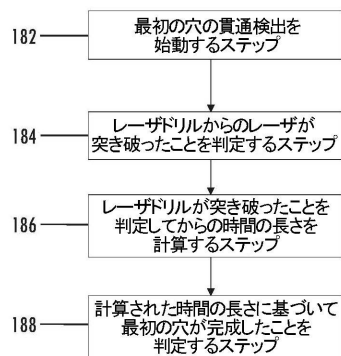 182
最初の穴の貫通検出を
始動するステップ
184
レーザドリルからのレーザが
突き破ったことを判定するステップ
186
レーザドリルが突き破ったことを
判定してからの時間の長さを
計算するステップ
188
計算された時間の長さに基づいて
最初の穴が完成したことを
判定するステップ